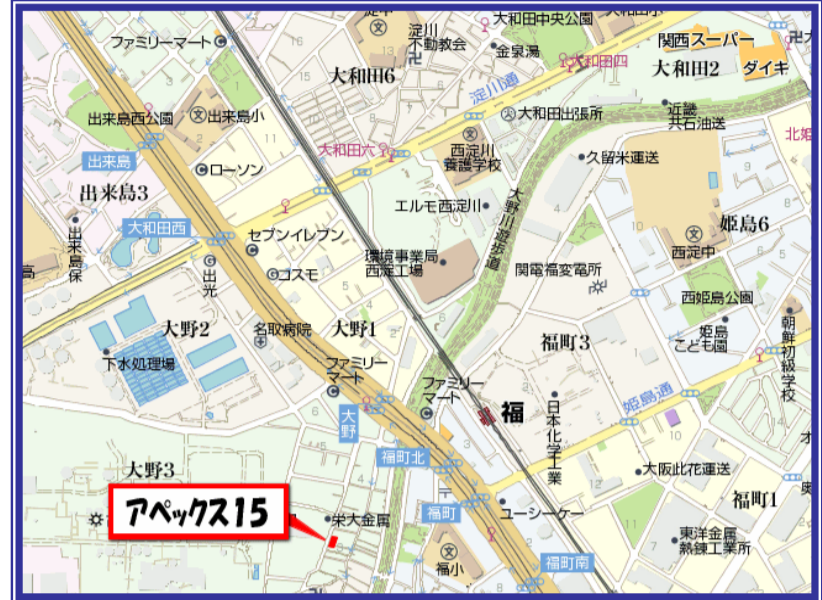 淀中
大和田中央公園
ファミリーマート
淀川
不動教会
金泉湯
関西スーパー
大和田四
大和田6
大和田2
ダイキ
淀川通
出来島西公園
出来島小
大和田出張所
近畿
共石油送
大和田六
西淀川
養護学校
出来島
ローソン
久留米運送
出来島3
エルモ西淀川
大野川遊歩道
姫島6
出来島保
大和田西
セブンイレブン
西淀中
環境事業局
西淀工場
関電福変電所
出光
コスモ
西姫島公園
大野2
名取病院
大野1
福町3
姫島
こども園
朝鮮初級学校
下水処理場
ファミリー
マート
ファミリー
マート
姫島通
福
日本化学工業
大野
福町北
大野3
大阪此花運送
福町1
アペックス15
栄大金属
福町
ユーシーケー
東洋金属
熱錬工業所
福小
福町南